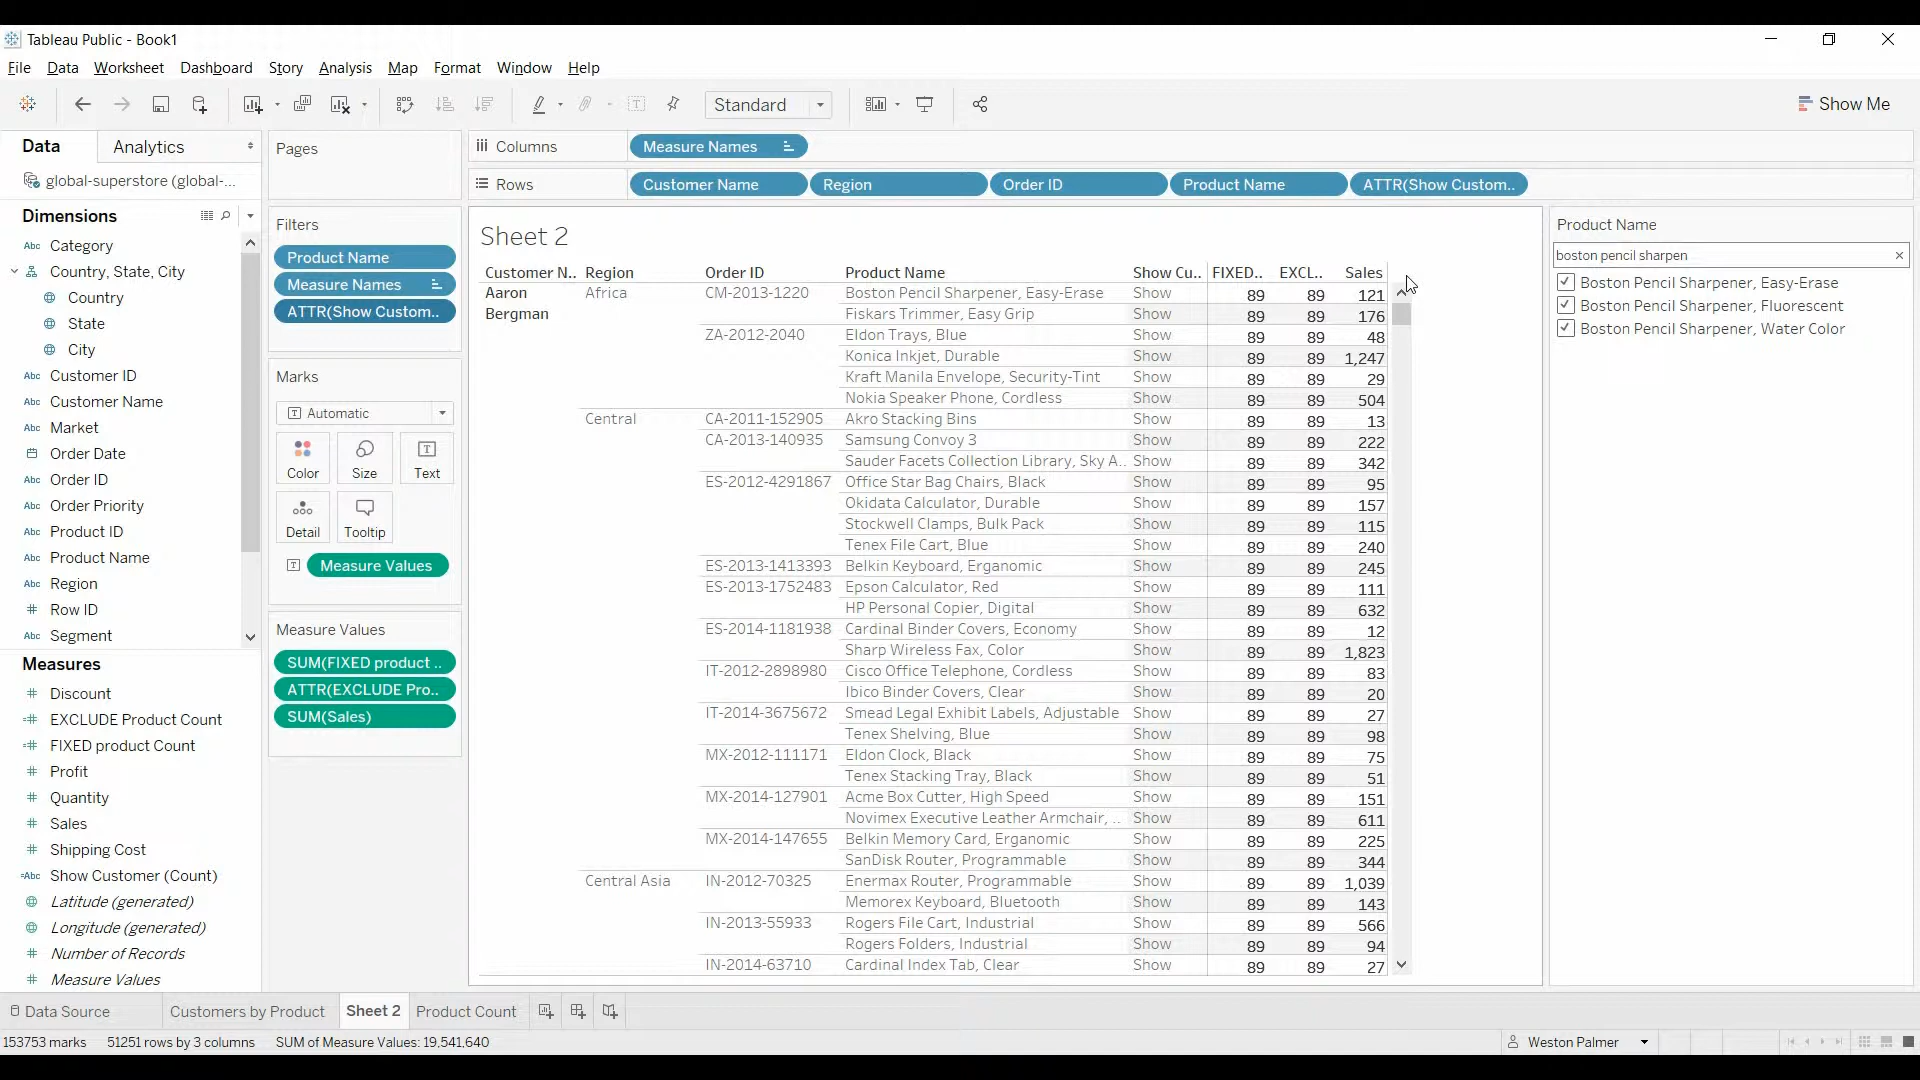 Tableau Public - Book1
File Data Worksheet Dashboard Story Analysis Map Format Window Help
Standard
Show Me
Data Analytics
global-superstore (global-...
Dimensions
Abc Category
Country, State, City
Country
State
City
Abc Customer ID
Abc Customer Name
Abc Market
Order Date
Abc Order ID
Abc Order Priority
Abc Product ID
Abc Product Name
Abc Region
# Row ID
Abc Segment
Measures
# Discount
=# EXCLUDE Product Count
=# FIXED product Count
# Profit
# Quantity
# Sales
# Shipping Cost
=Abc Show Customer (Count)
Latitude (generated)
Longitude (generated)
# Number of Records
# Measure Values
Pages
Filters
Product Name
Measure Names
ATTR(Show Custom..
Marks
Automatic
Color Size Text
Detail Tooltip
Measure Values
Measure Values
SUM(FIXED product ..
ATTR(EXCLUDE Pro..
SUM(Sales)
Columns Measure Names
Rows Customer Name Region Order ID Product Name ATTR(Show Custom..
Sheet 2
Customer N.. Region Order ID Product Name Show Cu.. FIXED.. EXCL.. Sales
Aaron Africa CM-2013-1220 Boston Pencil Sharpener, Easy-Erase Show 89 89 121
Bergman Fiskars Trimmer, Easy Grip Show 89 89 176
ZA-2012-2040 Eldon Trays, Blue Show 89 89 48
Konica Inkjet, Durable Show 89 89 1,247
Kraft Manila Envelope, Security-Tint Show 89 89 29
Nokia Speaker Phone, Cordless Show 89 89 504
Central CA-2011-152905 Akro Stacking Bins Show 89 89 13
CA-2013-140935 Samsung Convoy 3 Show 89 89 222
Sauder Facets Collection Library, Sky A.. Show 89 89 342
ES-2012-4291867 Office Star Bag Chairs, Black Show 89 89 95
Okidata Calculator, Durable Show 89 89 157
Stockwell Clamps, Bulk Pack Show 89 89 115
Tenex File Cart, Blue Show 89 89 240
ES-2013-1413393 Belkin Keyboard, Erganomic Show 89 89 245
ES-2013-1752483 Epson Calculator, Red Show 89 89 111
HP Personal Copier, Digital Show 89 89 632
ES-2014-1181938 Cardinal Binder Covers, Economy Show 89 89 12
Sharp Wireless Fax, Color Show 89 89 1,823
IT-2012-2898980 Cisco Office Telephone, Cordless Show 89 89 83
Ibico Binder Covers, Clear Show 89 89 20
IT-2014-3675672 Smead Legal Exhibit Labels, Adjustable Show 89 89 27
Tenex Shelving, Blue Show 89 89 98
MX-2012-111171 Eldon Clock, Black Show 89 89 75
Tenex Stacking Tray, Black Show 89 89 51
MX-2014-127901 Acme Box Cutter, High Speed Show 89 89 151
Novimex Executive Leather Armchair, .. Show 89 89 611
MX-2014-147655 Belkin Memory Card, Erganomic Show 89 89 225
SanDisk Router, Programmable Show 89 89 344
Central Asia IN-2012-70325 Enermax Router, Programmable Show 89 89 1,039
Memorex Keyboard, Bluetooth Show 89 89 143
IN-2013-55933 Rogers File Cart, Industrial Show 89 89 566
Rogers Folders, Industrial Show 89 89 94
IN-2014-63710 Cardinal Index Tab, Clear Show 89 89 27
Product Name
boston pencil sharpen
Boston Pencil Sharpener, Easy-Erase
Boston Pencil Sharpener, Fluorescent
Boston Pencil Sharpener, Water Color
Data Source Customers by Product Sheet 2 Product Count
153753 marks 51251 rows by 3 columns SUM of Measure Values: 19,541,640
Weston Palmer